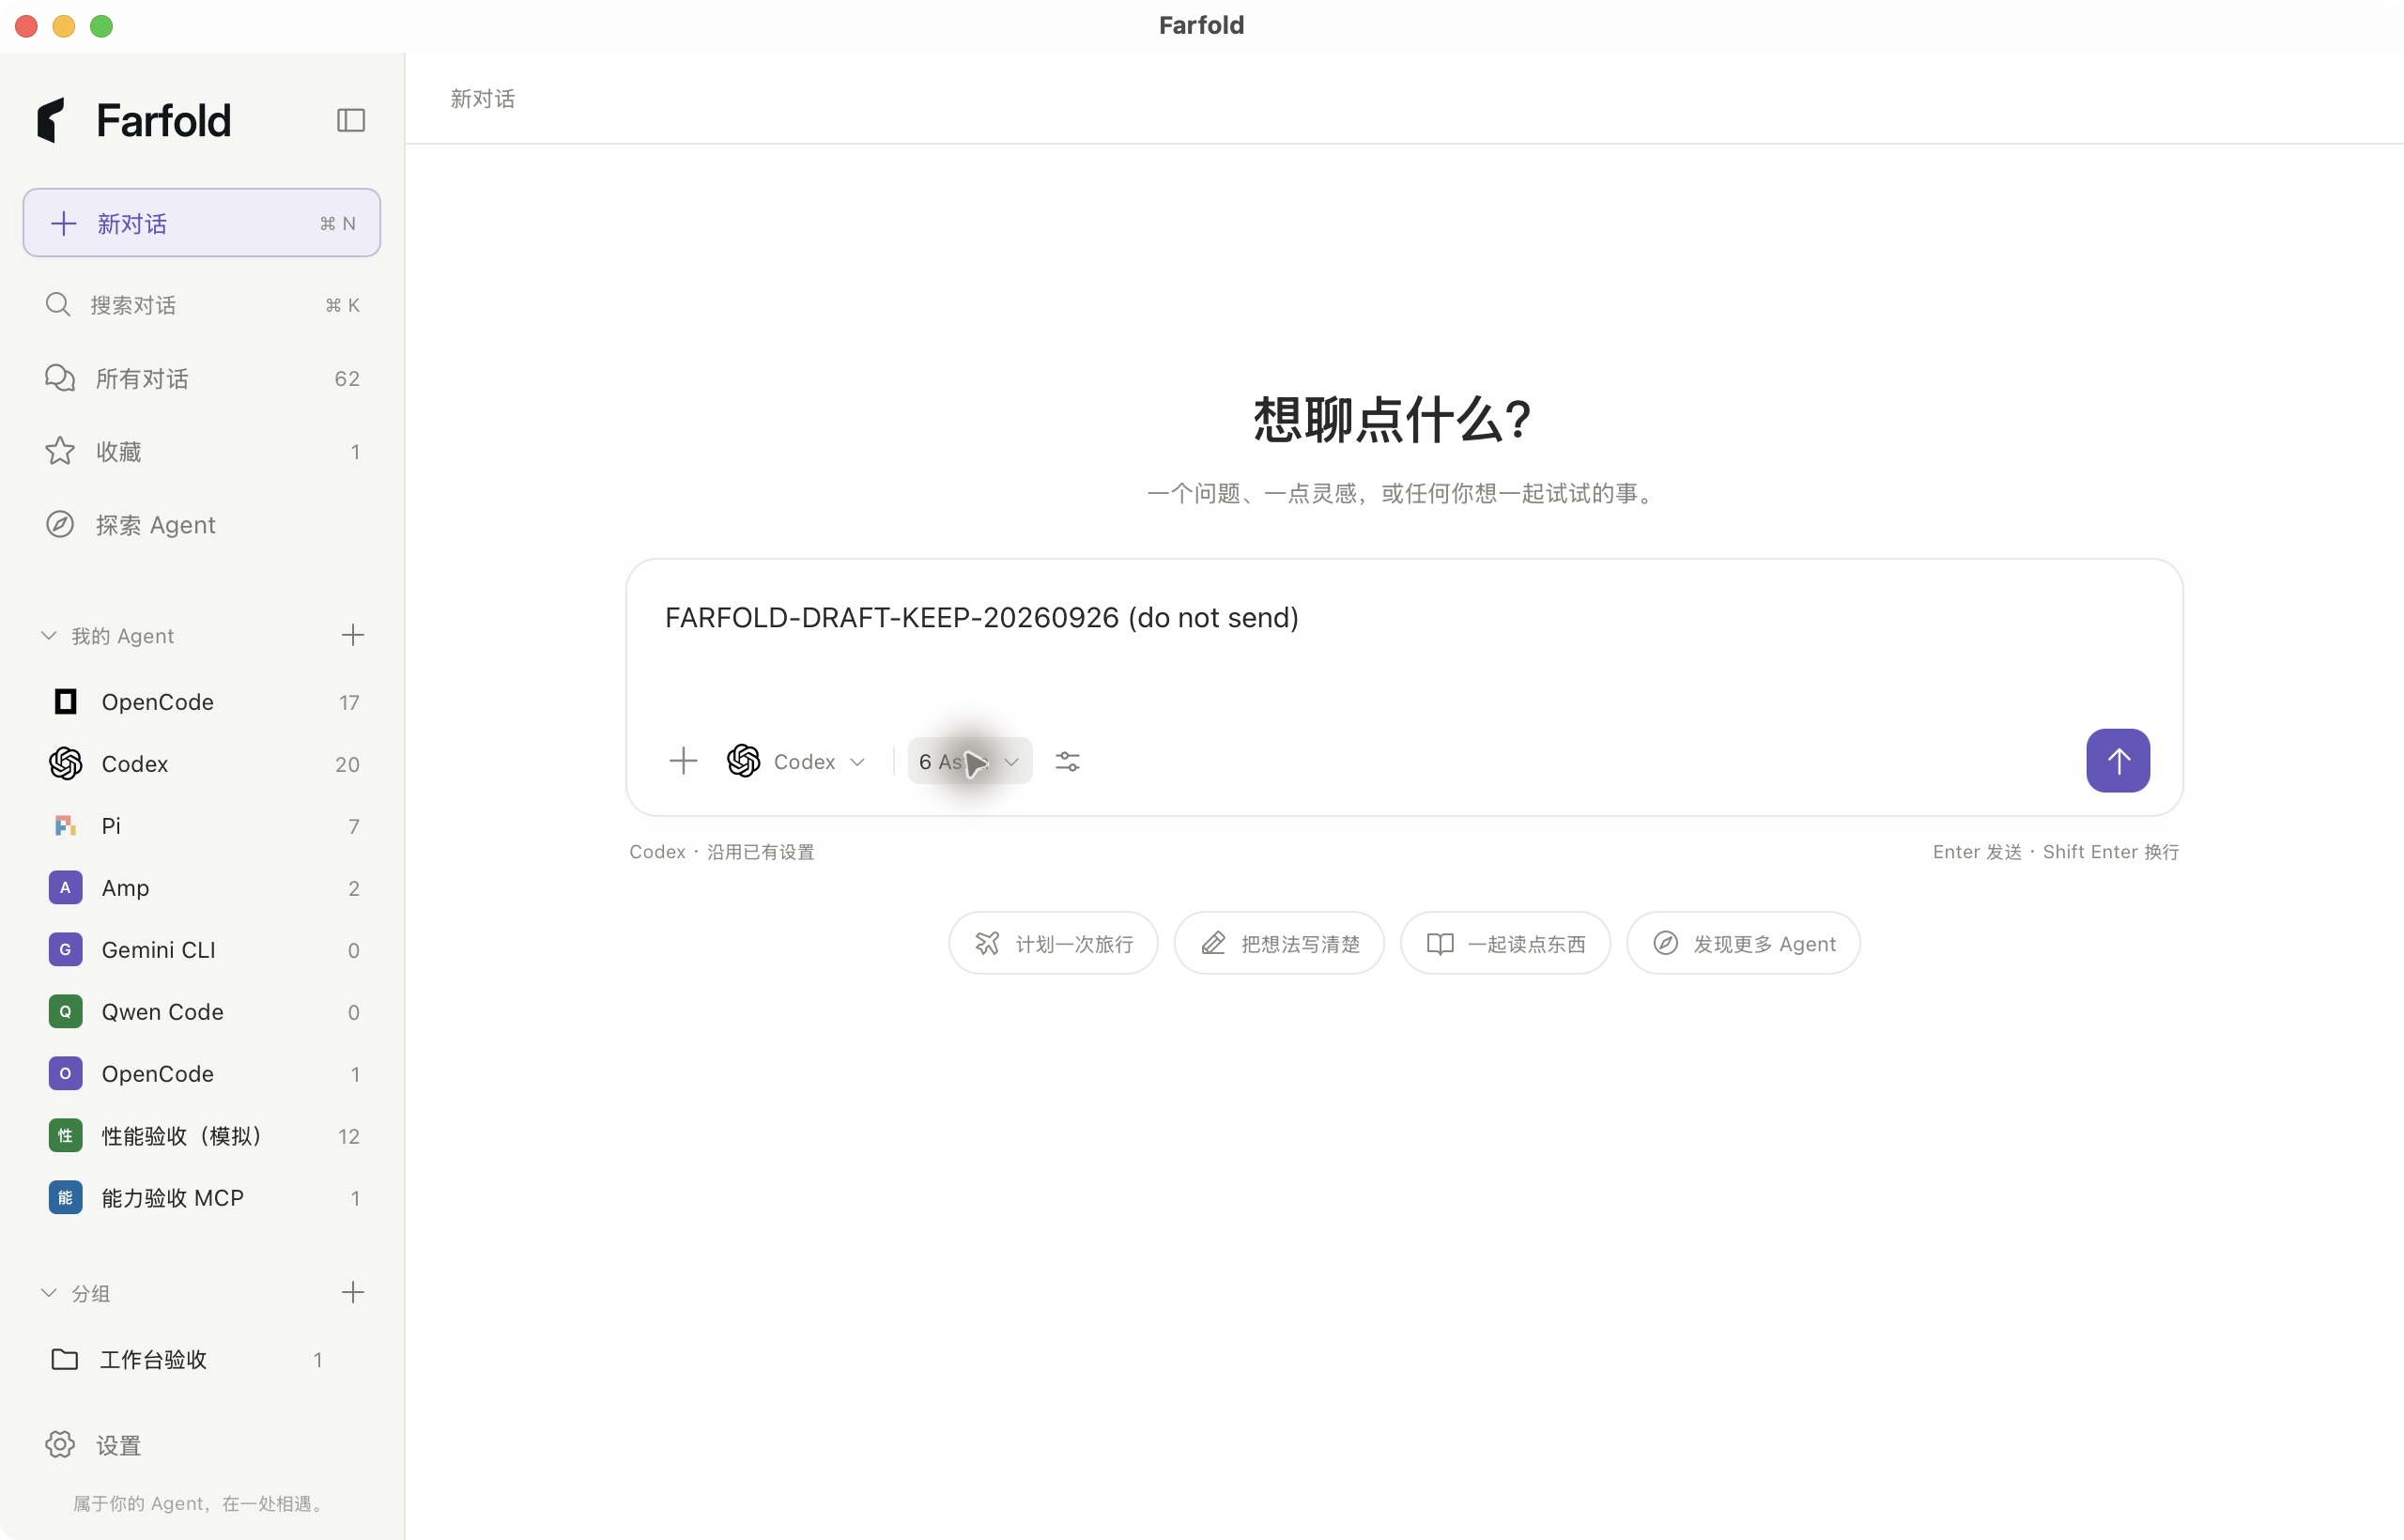 Farfold
Farfold
新对话 ⌘ N
搜索对话 ⌘ K
所有对话 62
收藏 1
探索 Agent
我的 Agent
OpenCode 17
Codex 20
Pi 7
A Amp 2
G Gemini CLI 0
Q Qwen Code 0
O OpenCode 1
性 性能验收（模拟） 12
能 能力验收 MCP 1
分组
工作台验收 1
设置
属于你的 Agent，在一处相遇。
新对话
想聊点什么？
一个问题、一点灵感，或任何你想一起试试的事。
FARFOLD-DRAFT-KEEP-20260926 (do not send)
Codex 6
Codex · 沿用已有设置 Enter 发送 · Shift Enter 换行
计划一次旅行 把想法写清楚 一起读点东西 发现更多 Agent